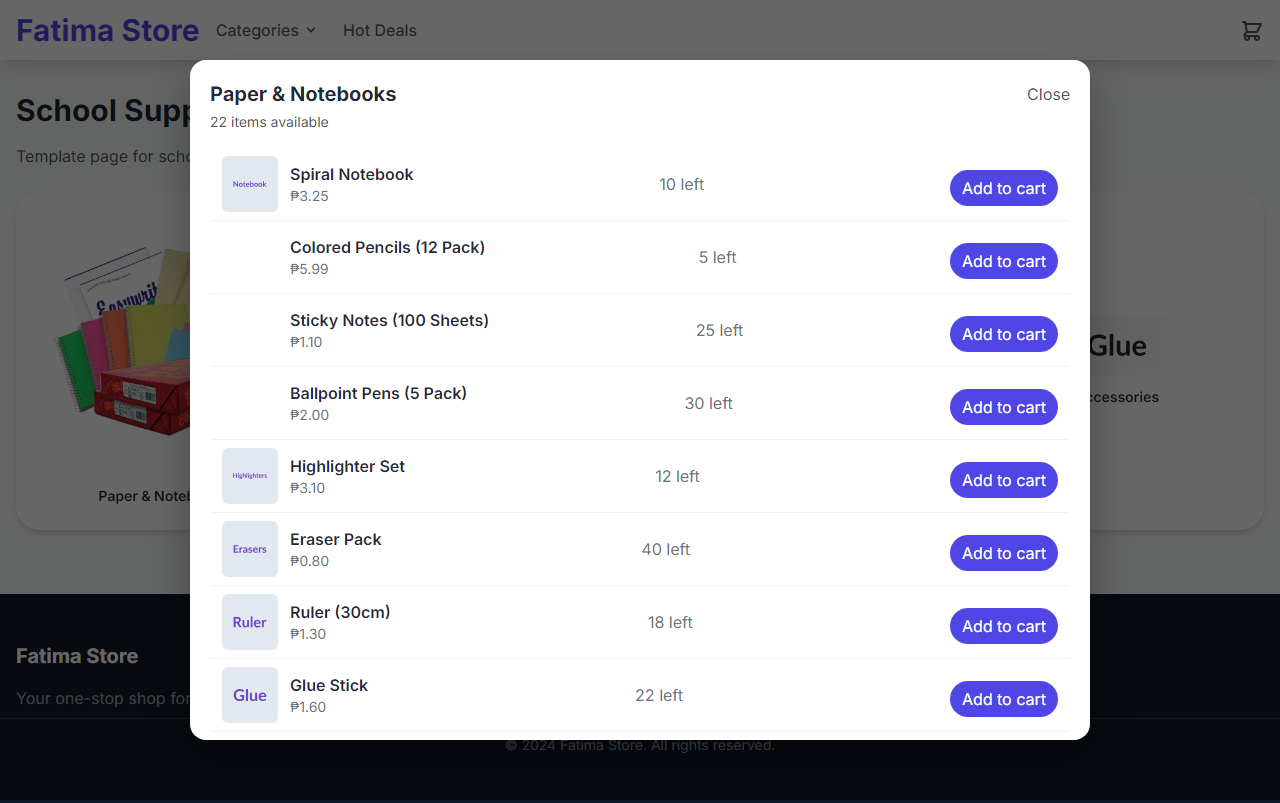 Fatima Store
Categories
Hot Deals
School Supp
Template page for scho
Easywrit
Paper & Noteb
Glue
ccessories
Paper & Notebooks
Close
22 items available
Notebook
Spiral Notebook
₱3.25
10 left
Add to cart
Colored Pencils (12 Pack)
₱5.99
5 left
Add to cart
Sticky Notes (100 Sheets)
₱1.10
25 left
Add to cart
Ballpoint Pens (5 Pack)
₱2.00
30 left
Add to cart
Highlighters
Highlighter Set
₱3.10
12 left
Add to cart
Erasers
Eraser Pack
₱0.80
40 left
Add to cart
Ruler
Ruler (30cm)
₱1.30
18 left
Add to cart
Glue
Glue Stick
₱1.60
22 left
Add to cart
Fatima Store
Your one-stop shop for
© 2024 Fatima Store. All rights reserved.